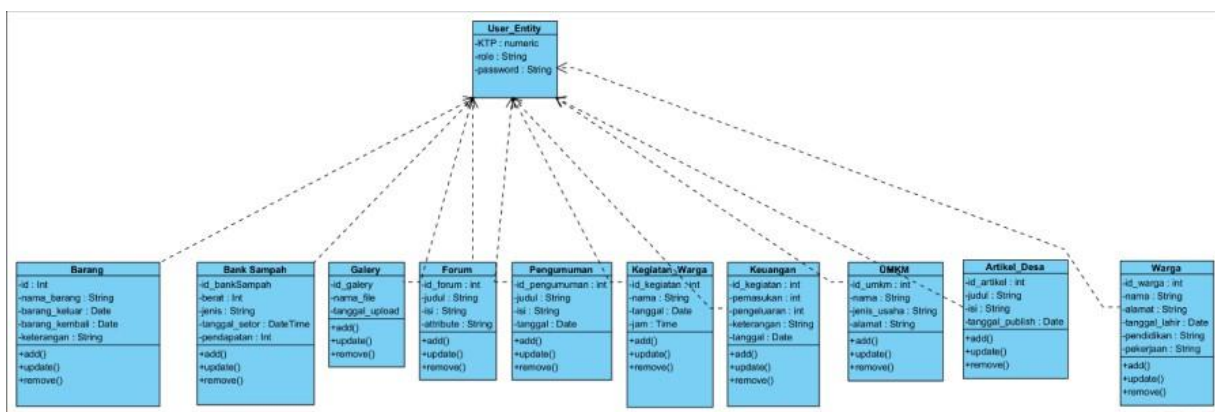 User_Entity
-KTP : numeric
-role : String
-password : String
Barang
-id : Int
-nama_barang : String
-barang_keluar : Date
-barang_kembali : Date
-keterangan : String
+add()
+update()
+remove()
Bank Sampah
-id_bankSampah
-berat : Int
-jenis : String
-tanggal_setor : DateTime
-pendapatan : Int
+add()
+update()
+remove()
Galery
-id_galery
-nama_file
-tanggal_upload
+add()
+update()
+remove()
Forum
-id_forum : int
-judul : String
-isi : String
-attribute : String
+add()
+update()
+remove()
Pengumuman
-id_pengumuman : int
-judul : String
-isi : String
-tanggal : Date
+add()
+update()
+remove()
Kegiatan_Warga
-id_kegiatan : int
-nama : String
-tanggal : Date
-jam : Time
+add()
+update()
+remove()
Keuangan
-id_kegiatan : int
-pemasukan : int
-pengeluaran : int
-keterangan : String
-tanggal : Date
+add()
+update()
+remove()
UMKM
-id_umkm : int
-nama : String
-jenis_usaha : String
-alamat : String
+add()
+update()
+remove()
Artikel_Desa
-id_artikel : int
-judul : String
-isi : String
-tanggal_publish : Date
+add()
+update()
+remove()
Warga
-id_warga : int
-nama : String
-alamat : String
-tanggal_lahir : Date
-pendidikan : String
-pekerjaan : String
+add()
+update()
+remove()